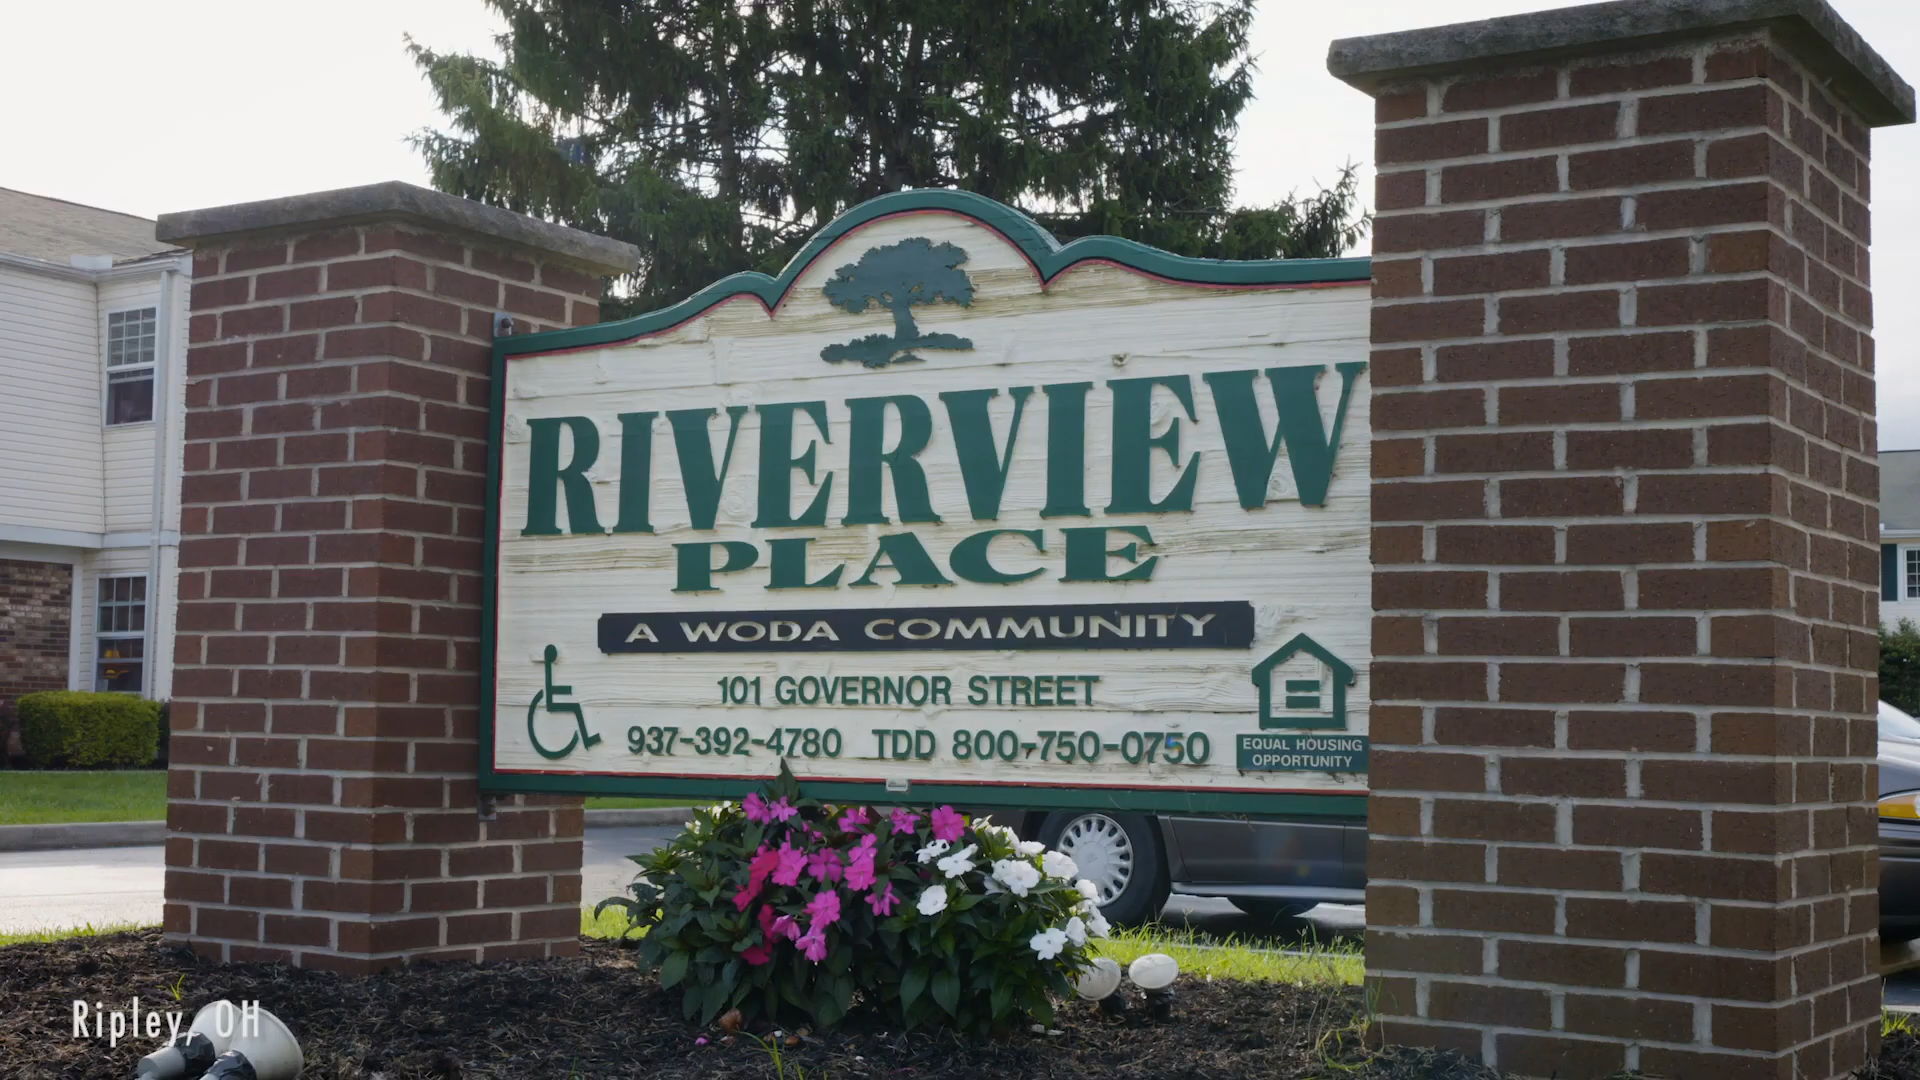 RIVERVIEW
PLACE
A WODA COMMUNITY
101 GOVERNOR STREET
937-392-4780 TDD 800-750-0750
EQUAL HOUSING
OPPORTUNITY
Ripley, OH